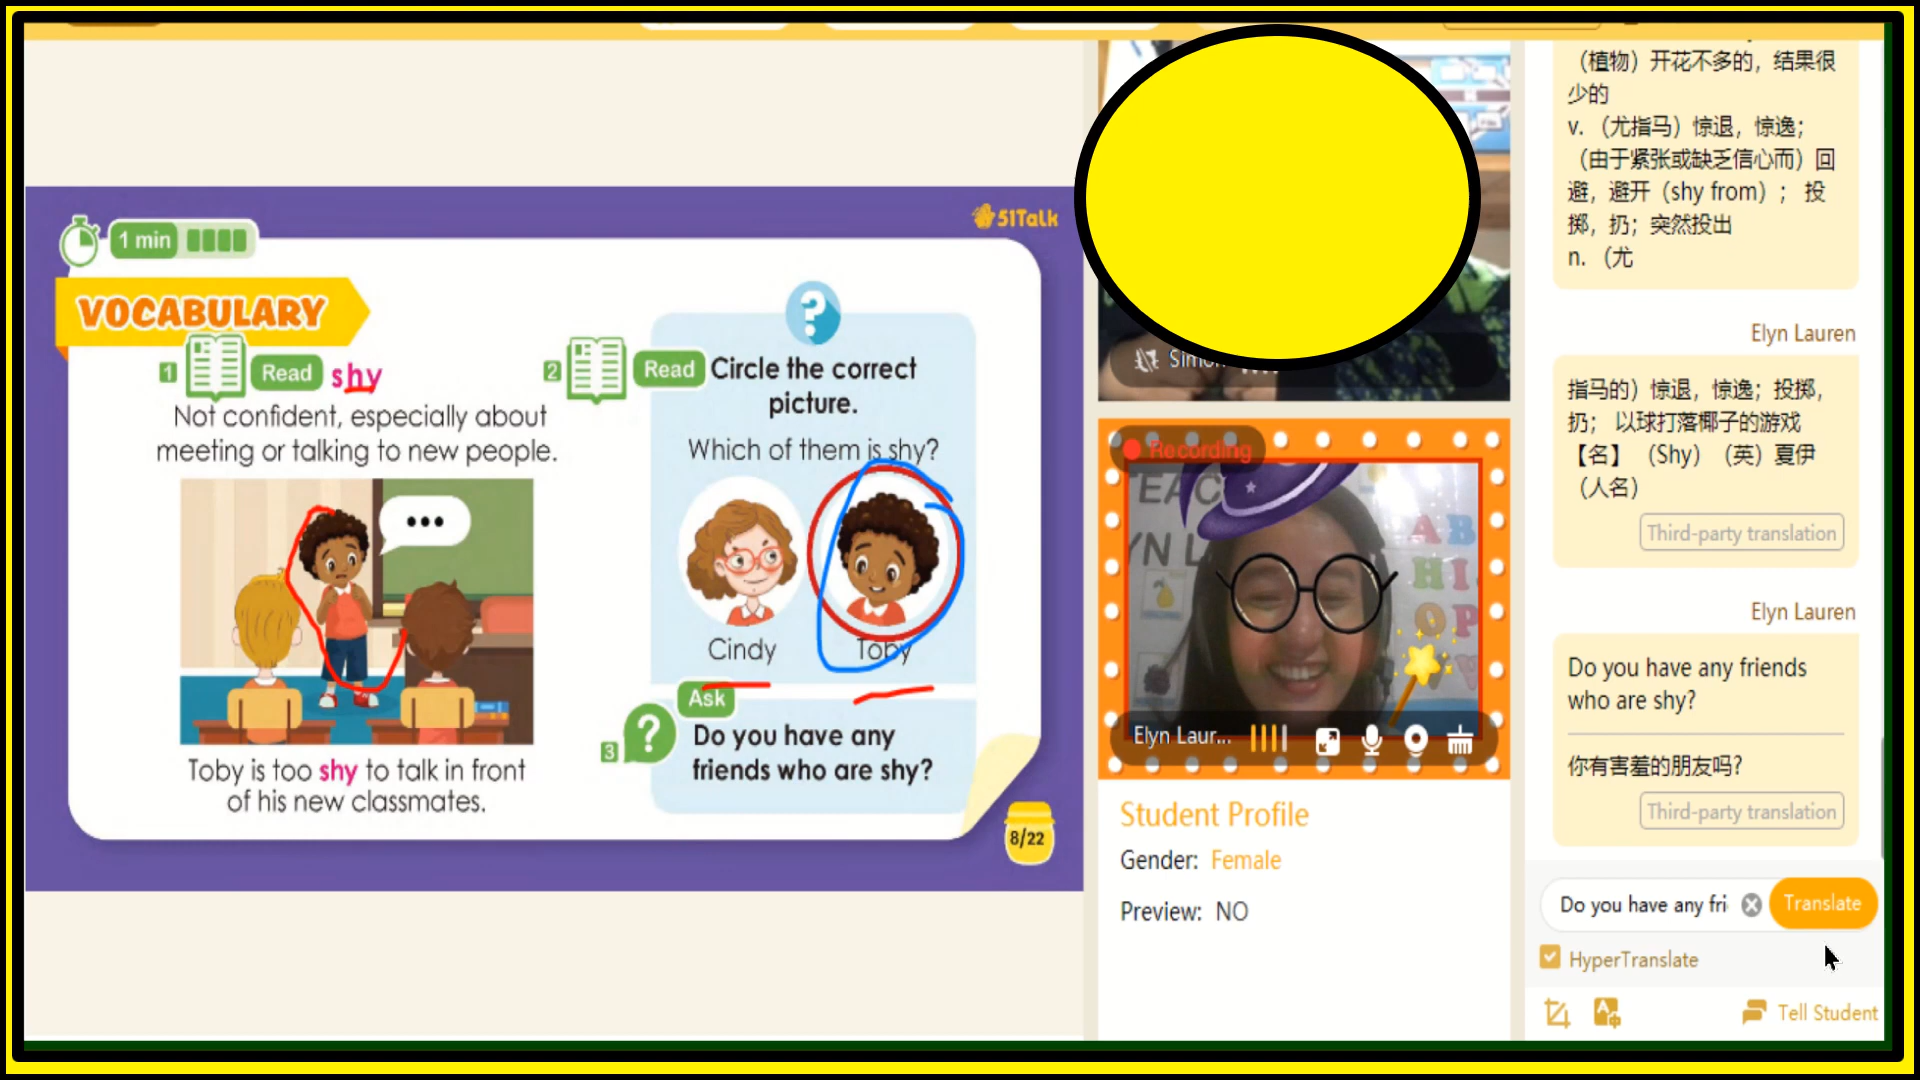 51Talk
1 min
VOCABULARY
1
Read
shy
Not confident, especially about
meeting or talking to new people.
Toby is too shy to talk in front
of his new classmates.
2
Read
Circle the correct
picture.
Which of them is shy?
Cindy
Toby
Ask
3
Do you have any
friends who are shy?
8/22
Recording
Elyn Laur...
Student Profile
Gender: Female
Preview: NO
（植物）开花不多的，结果很
少的
v. （尤指马）惊退，惊逸；
（由于紧张或缺乏信心而）回
避，避开（shy from）； 投
掷，扔；突然投出
n. （尤
Elyn Lauren
指马的）惊退，惊逸；投掷，
扔； 以球打落椰子的游戏
【名】 （Shy）（英）夏伊
（人名）
Third-party translation
Elyn Lauren
Do you have any friends
who are shy?
你有害羞的朋友吗?
Third-party translation
Do you have any fri
Translate
HyperTranslate
Tell Student